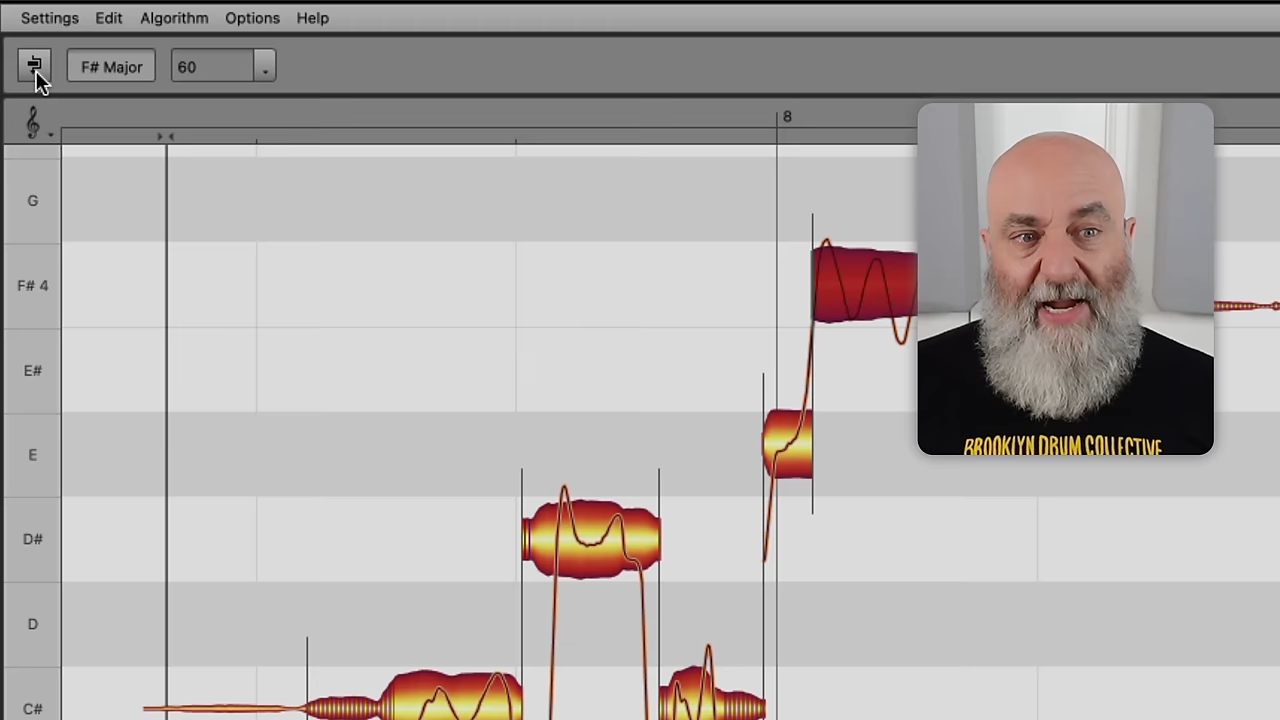 Settings Edit Algorithm Options Help
F# Major 60
8
G
F# 4
E#
E
D#
D
C#
BROOKLYN DRUM COLLECTIVE